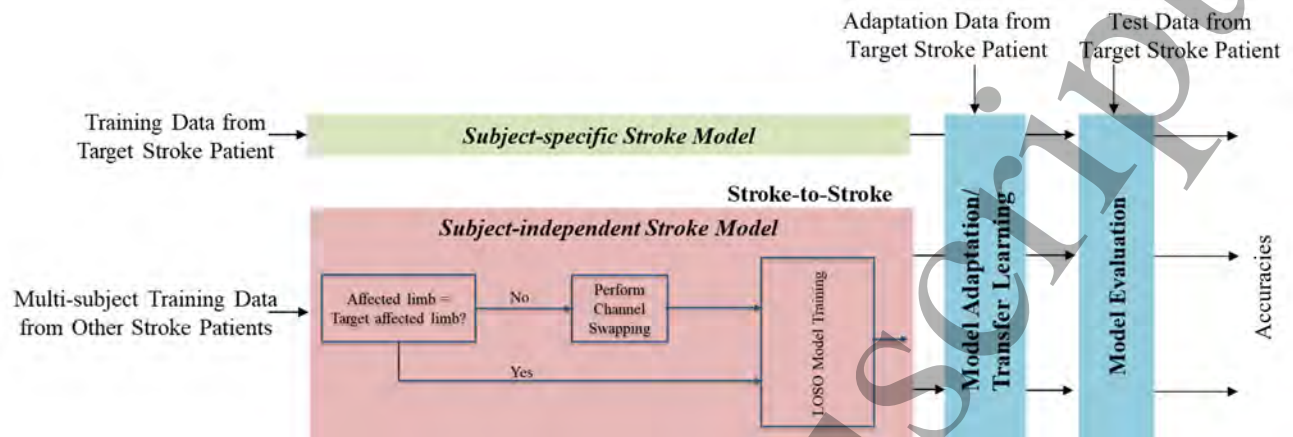 Adaptation Data from
Target Stroke Patient
Test Data from
Target Stroke Patient
Training Data from
Target Stroke Patient
Subject-specific Stroke Model
Stroke-to-Stroke
Subject-independent Stroke Model
Multi-subject Training Data
from Other Stroke Patients
Affected limb =
Target affected limb?
No
Yes
Perform
Channel
Swapping
LOSO Model Training
Model Adaptation/
Transfer Learning
Model Evaluation
Accuracies